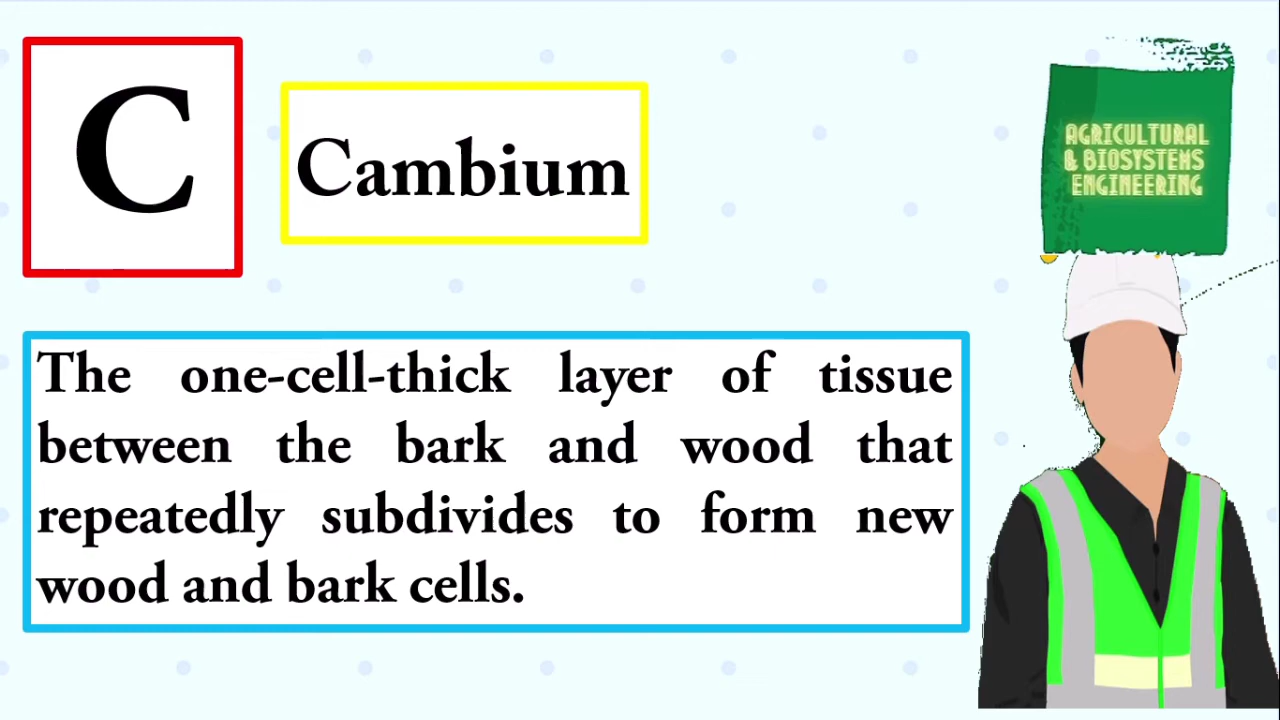 C
Cambium
AGRICULTURAL
& BIOSYSTEMS
ENGINEERING
The one-cell-thick layer of tissue
between the bark and wood that
repeatedly subdivides to form new
wood and bark cells.